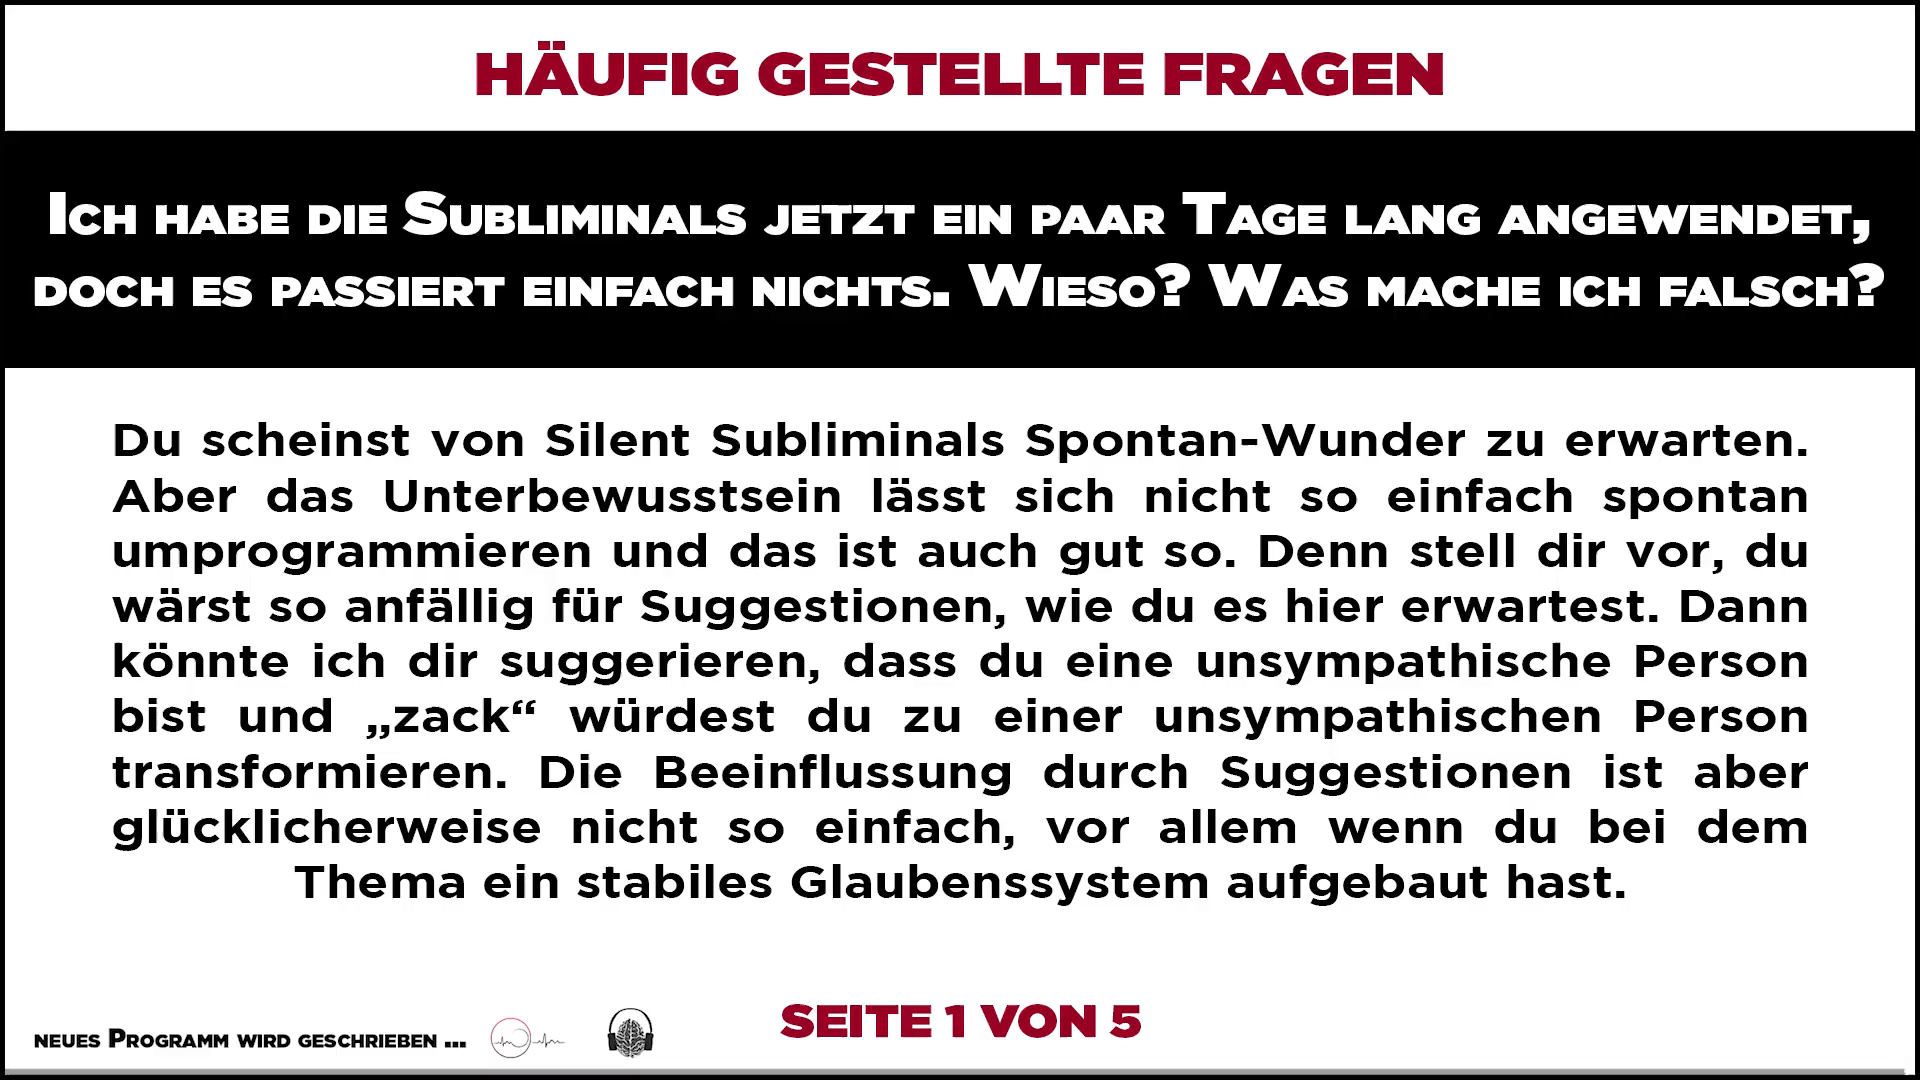 HÄUFIG GESTELLTE FRAGEN
Ich habe die Subliminals jetzt ein paar Tage lang angewendet,
doch es passiert einfach nichts. Wieso? Was mache ich falsch?
Du scheinst von Silent Subliminals Spontan-Wunder zu erwarten.
Aber das Unterbewusstsein lässt sich nicht so einfach spontan
umprogrammieren und das ist auch gut so. Denn stell dir vor, du
wärst so anfällig für Suggestionen, wie du es hier erwartest. Dann
könnte ich dir suggerieren, dass du eine unsympathische Person
bist und „zack“ würdest du zu einer unsympathischen Person
transformieren. Die Beeinflussung durch Suggestionen ist aber
glücklicherweise nicht so einfach, vor allem wenn du bei dem
Thema ein stabiles Glaubenssystem aufgebaut hast.
SEITE 1 VON 5
neues Programm wird geschrieben ...